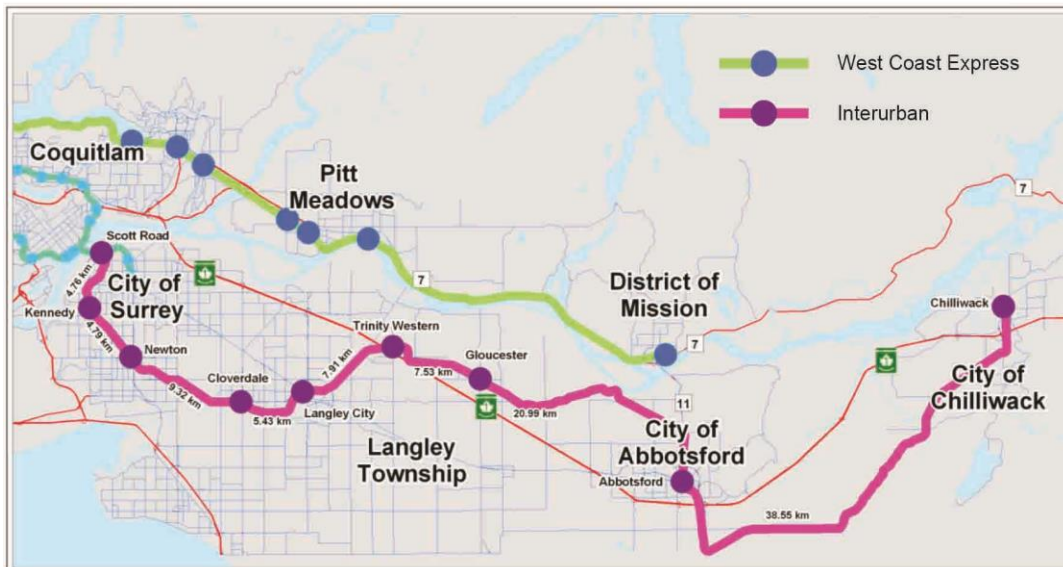 West Coast Express
Interurban
Coquitlam
Pitt
Meadows
7
Scott Road
4.76 km
City of
Surrey
7
District of
Mission
Kennedy
4.79 km
Newton
Trinity Western
7
Chilliwack
Cloverdale
7.91 km
7.53 km
Gloucester
9.32 km
5.43 km
Langley City
20.99 km
11
City of
Chilliwack
Langley
Township
City of
Abbotsford
Abbotsford
38.55 km